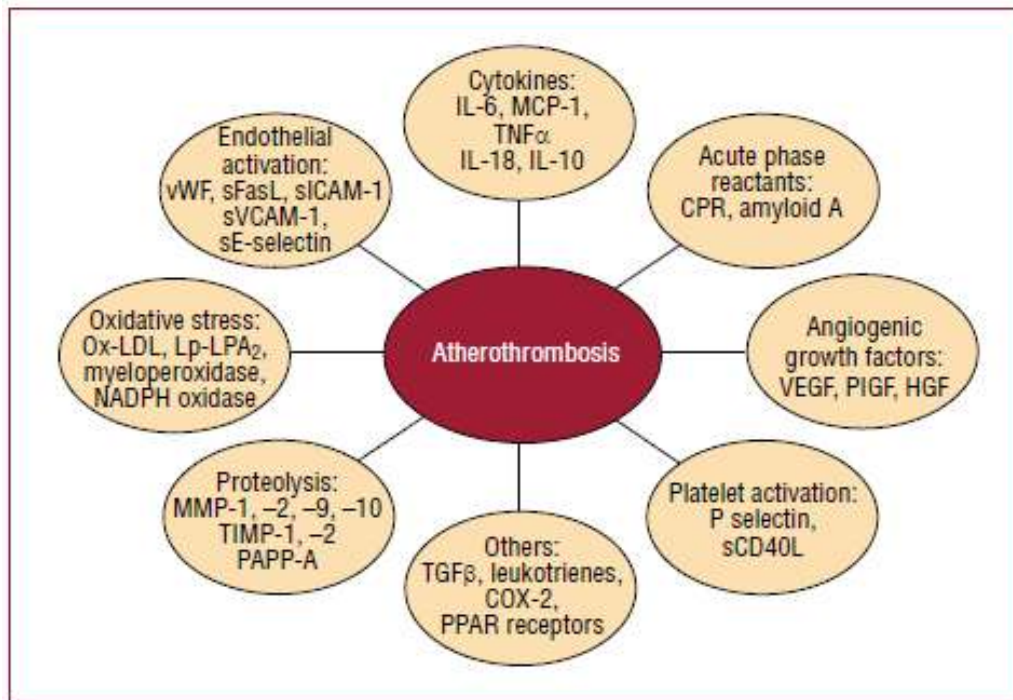 Cytokines:
IL-6, MCP-1,
TNFα
IL-18, IL-10
Acute phase
reactants:
CPR, amyloid A
Angiogenic
growth factors:
VEGF, PIGF, HGF
Platelet activation:
P selectin,
sCD40L
Others:
TGFβ, leukotrienes,
COX-2,
PPAR receptors
Proteolysis:
MMP-1, –2, –9, –10
TIMP-1, –2
PAPP-A
Oxidative stress:
Ox-LDL, Lp-LPA₂,
myeloperoxidase,
NADPH oxidase
Endothelial
activation:
vWF, sFasL, sICAM-1
sVCAM-1,
sE-selectin
Atherothrombosis